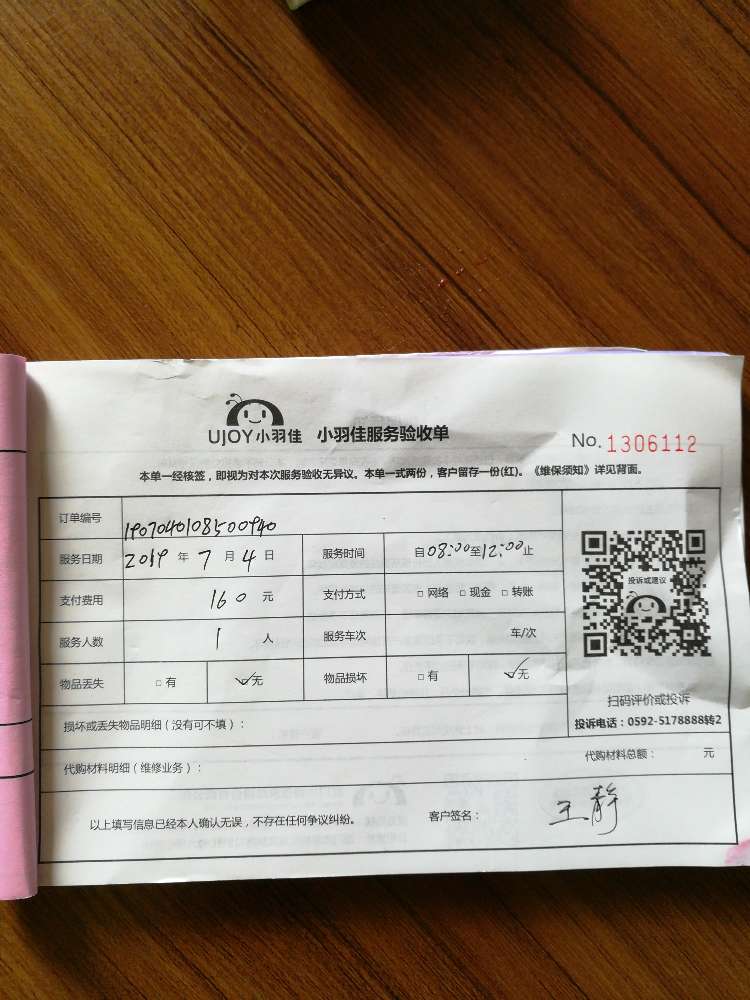 UJOY小羽佳 小羽佳服务验收单 No. 1306112
本单一经核签，即视为对本次服务验收无异议。本单一式两份，客户留存一份(红)。《维保须知》详见背面。
订单编号 1907040108500940
服务日期 2019 年 7 月 4 日 服务时间 自08:00至12:00止
投诉或建议
支付费用 160 元 支付方式 □ 网络 □ 现金 □ 转账
服务人数 1 人 服务车次 车/次
物品丢失 □ 有 ✓无 物品损坏 □ 有 ✓无
扫码评价或投诉
投诉电话：0592-5178888转2
损坏或丢失物品明细（没有可不填）：
代购材料明细（维修业务）： 代购材料总额： 元
以上填写信息已经本人确认无误，不存在任何争议纠纷。 客户签名： 王静